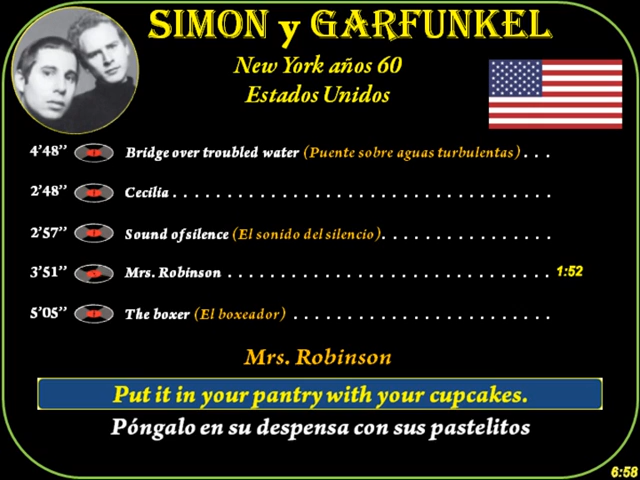 SIMON y GARFUNKEL
New York años 60
Estados Unidos
4'48'' Bridge over troubled water (Puente sobre aguas turbulentas) . . .
2'48'' Cecilia . . . . . . . . . . . . . . . . . . . . . . . . . . . . . . . . . . .
2'57'' Sound of silence (El sonido del silencio). . . . . . . . . . . . . . . .
3'51'' Mrs. Robinson . . . . . . . . . . . . . . . . . . . . . . . . . . . . . . 1:52
5'05'' The boxer (El boxeador) . . . . . . . . . . . . . . . . . . . . . . . .
Mrs. Robinson
Put it in your pantry with your cupcakes.
Póngalo en su despensa con sus pastelitos
6:58